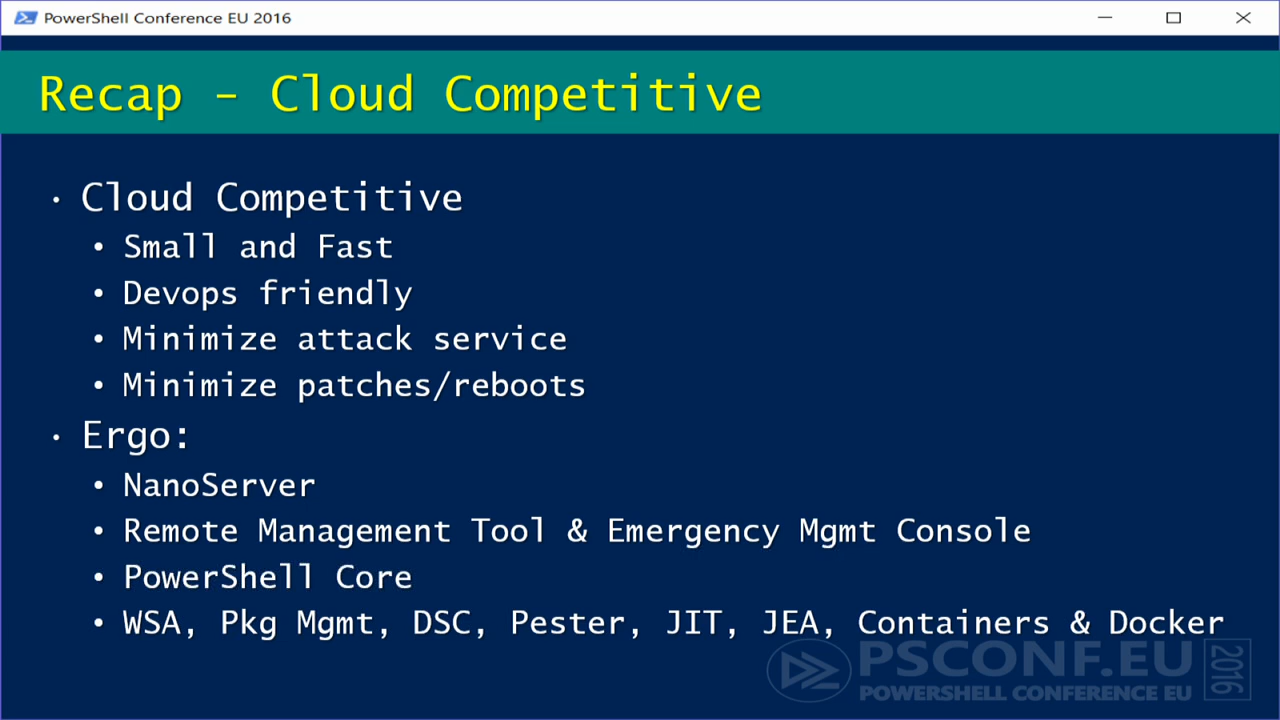 PowerShell Conference EU 2016
Recap - Cloud Competitive
• Cloud Competitive
• Small and Fast
• Devops friendly
• Minimize attack service
• Minimize patches/reboots
• Ergo:
• NanoServer
• Remote Management Tool & Emergency Mgmt Console
• PowerShell Core
• WSA, Pkg Mgmt, DSC, Pester, JIT, JEA, Containers & Docker
PSCONF.EU
2016
POWERSHELL CONFERENCE EU